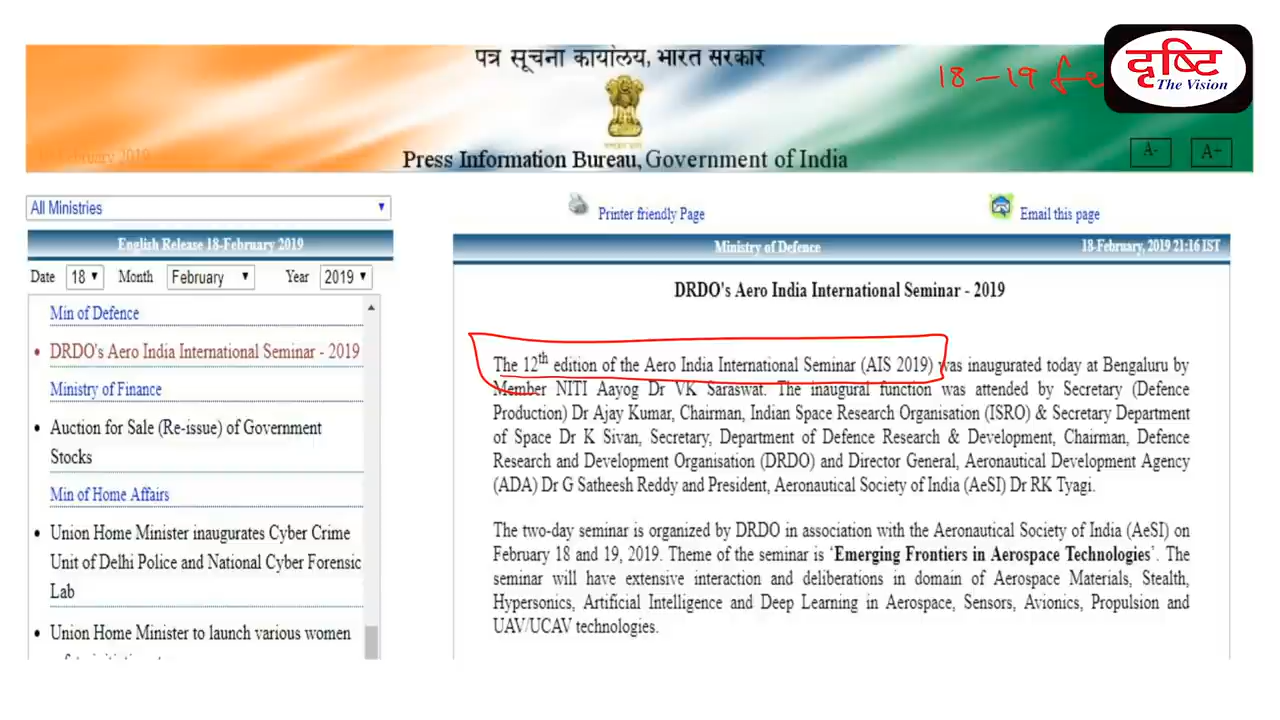 पत्र सूचना कार्यालय, भारत सरकार
18-19 fe
दृष्टि
The Vision
February 2019
Press Information Bureau, Government of India
A-
A+
All Ministries
Printer friendly Page
Email this page
English Release 18-February 2019
Date 18 Month February Year 2019
Min of Defence
• DRDO's Aero India International Seminar - 2019
Ministry of Finance
• Auction for Sale (Re-issue) of Government
Stocks
Min of Home Affairs
• Union Home Minister inaugurates Cyber Crime
Unit of Delhi Police and National Cyber Forensic
Lab
• Union Home Minister to launch various women
Ministry of Defence
18-February, 2019 21:16 IST
DRDO's Aero India International Seminar - 2019
The 12th edition of the Aero India International Seminar (AIS 2019) was inaugurated today at Bengaluru by
Member NITI Aayog Dr VK Saraswat. The inaugural function was attended by Secretary (Defence
Production) Dr Ajay Kumar, Chairman, Indian Space Research Organisation (ISRO) & Secretary Department
of Space Dr K Sivan, Secretary, Department of Defence Research & Development, Chairman, Defence
Research and Development Organisation (DRDO) and Director General, Aeronautical Development Agency
(ADA) Dr G Satheesh Reddy and President, Aeronautical Society of India (AeSI) Dr RK Tyagi.
The two-day seminar is organized by DRDO in association with the Aeronautical Society of India (AeSI) on
February 18 and 19, 2019. Theme of the seminar is 'Emerging Frontiers in Aerospace Technologies'. The
seminar will have extensive interaction and deliberations in domain of Aerospace Materials, Stealth,
Hypersonics, Artificial Intelligence and Deep Learning in Aerospace, Sensors, Avionics, Propulsion and
UAV/UCAV technologies.